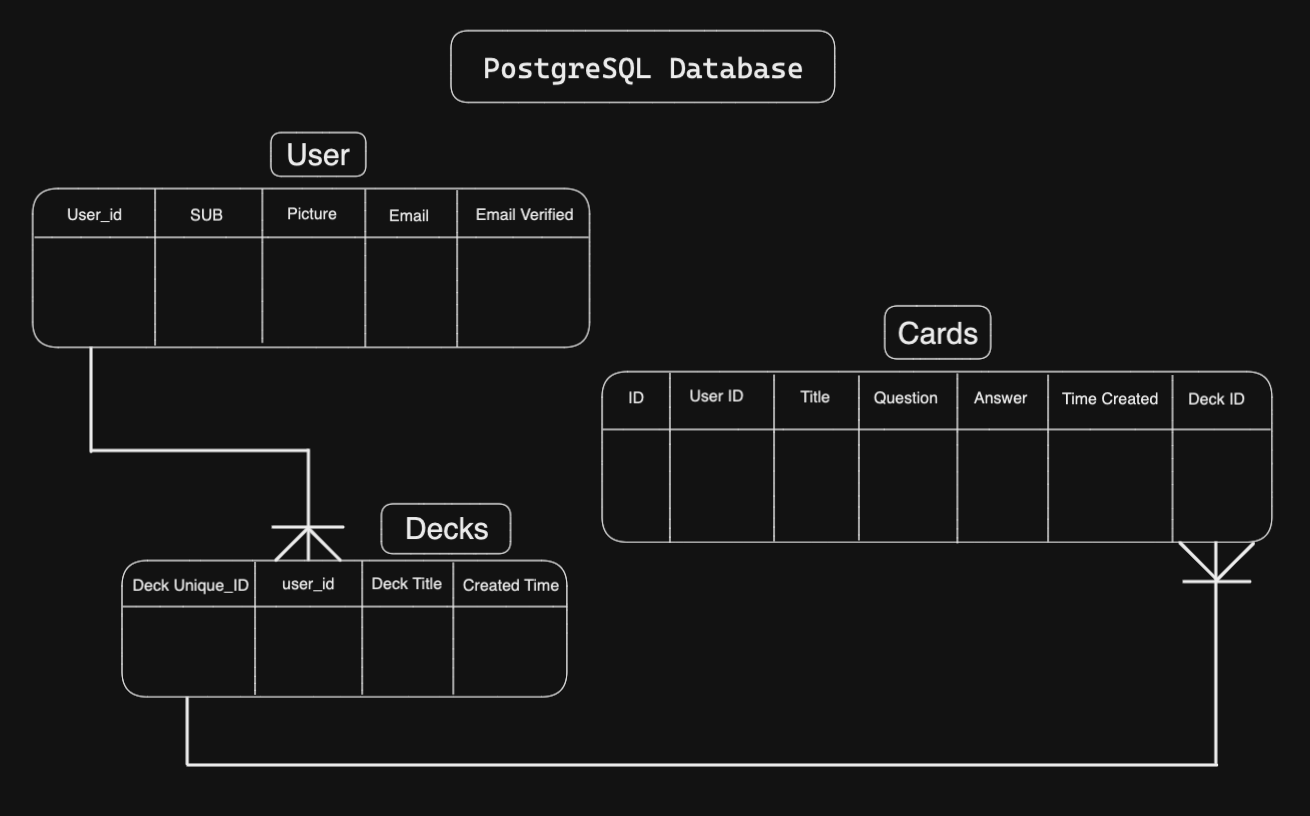 PostgreSQL Database
User
User_id SUB Picture Email Email Verified
Cards
ID User ID Title Question Answer Time Created Deck ID
Decks
Deck Unique_ID user_id Deck Title Created Time